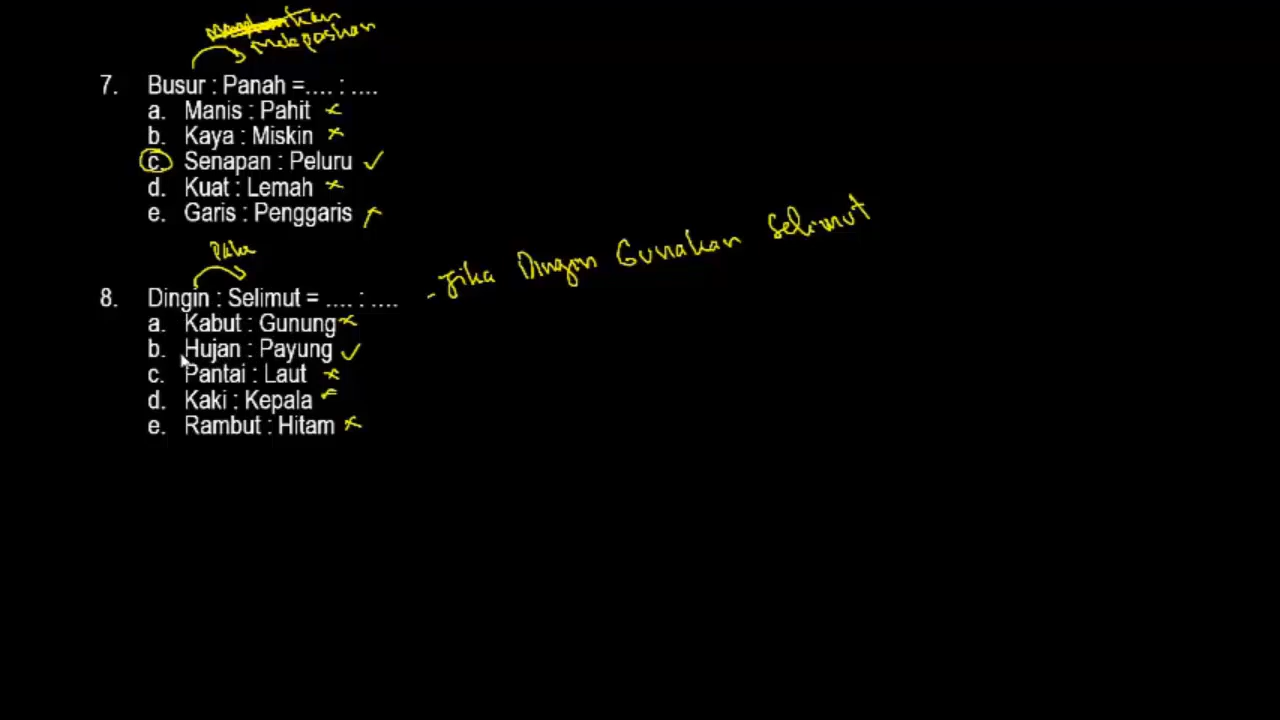 melepaskan
7. Busur : Panah =.... : ....
a. Manis : Pahit
b. Kaya : Miskin
c. Senapan : Peluru
d. Kuat : Lemah
e. Garis : Penggaris
8. Dingin : Selimut = .... : ....
- Jika Dingin Gunakan Selimut
a. Kabut : Gunung
b. Hujan : Payung
c. Pantai : Laut
d. Kaki : Kepala
e. Rambut : Hitam